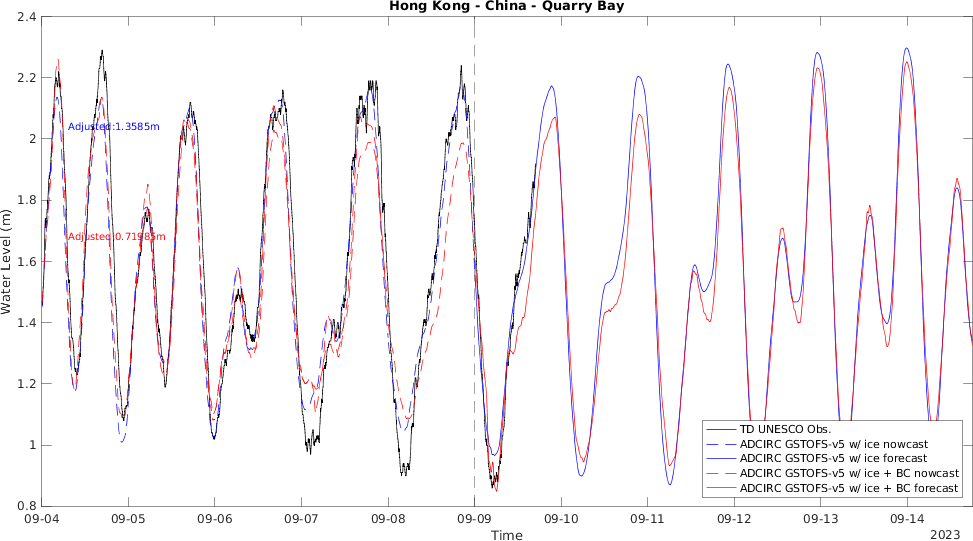 Hong Kong - China - Quarry Bay
2.4
2.2
2
1.8
1.6
1.4
1.2
1
0.8
Water Level (m)
Adjusted:1.3585m
Adjusted:0.71985m
TD UNESCO Obs.
ADCIRC GSTOFS-v5 w/ ice nowcast
ADCIRC GSTOFS-v5 w/ ice forecast
ADCIRC GSTOFS-v5 w/ ice + BC nowcast
ADCIRC GSTOFS-v5 w/ ice + BC forecast
09-04 09-05 09-06 09-07 09-08 09-09 09-10 09-11 09-12 09-13 09-14
Time
2023